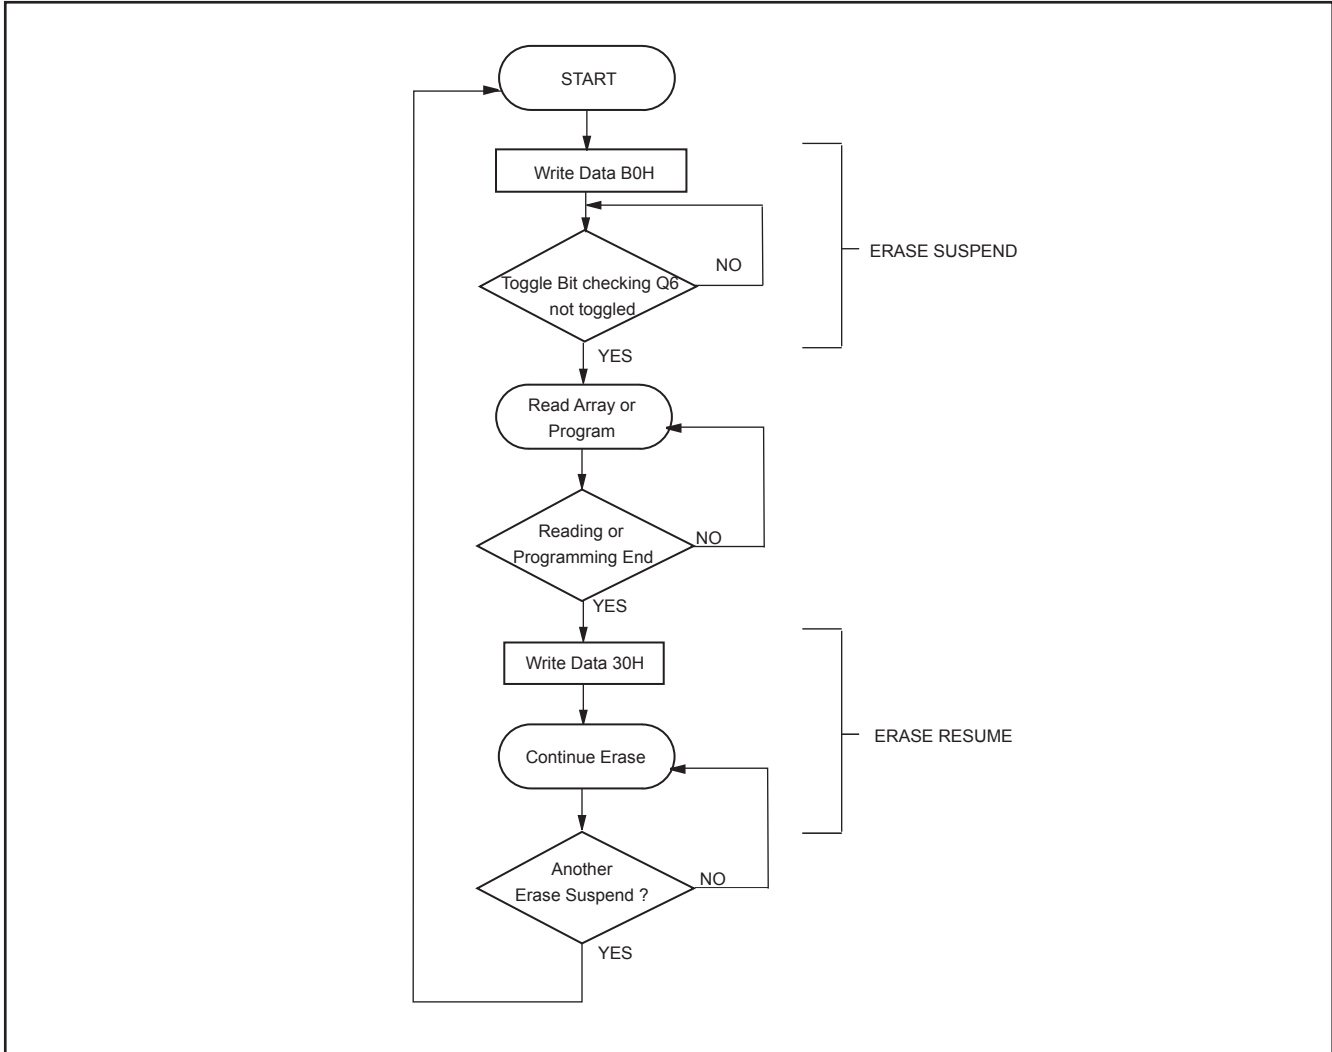 START
Write Data B0H
NO
ERASE SUSPEND
Toggle Bit checking Q6
not toggled
YES
Read Array or
Program
Reading or
Programming End
NO
YES
Write Data 30H
ERASE RESUME
Continue Erase
Another
Erase Suspend ?
NO
YES